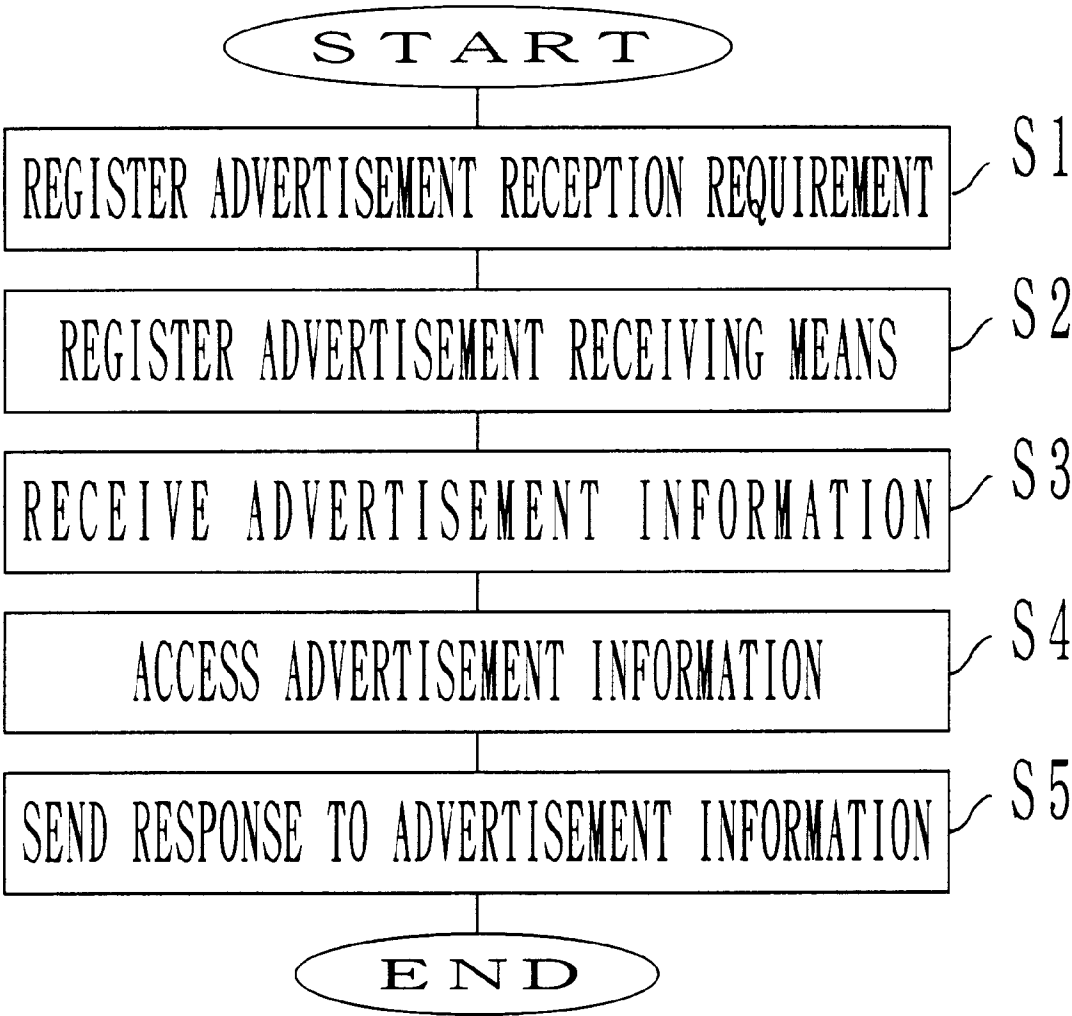 START
S1
REGISTER ADVERTISEMENT RECEPTION REQUIREMENT
S2
REGISTER ADVERTISEMENT RECEIVING MEANS
S3
RECEIVE ADVERTISEMENT INFORMATION
S4
ACCESS ADVERTISEMENT INFORMATION
S5
SEND RESPONSE TO ADVERTISEMENT INFORMATION
END